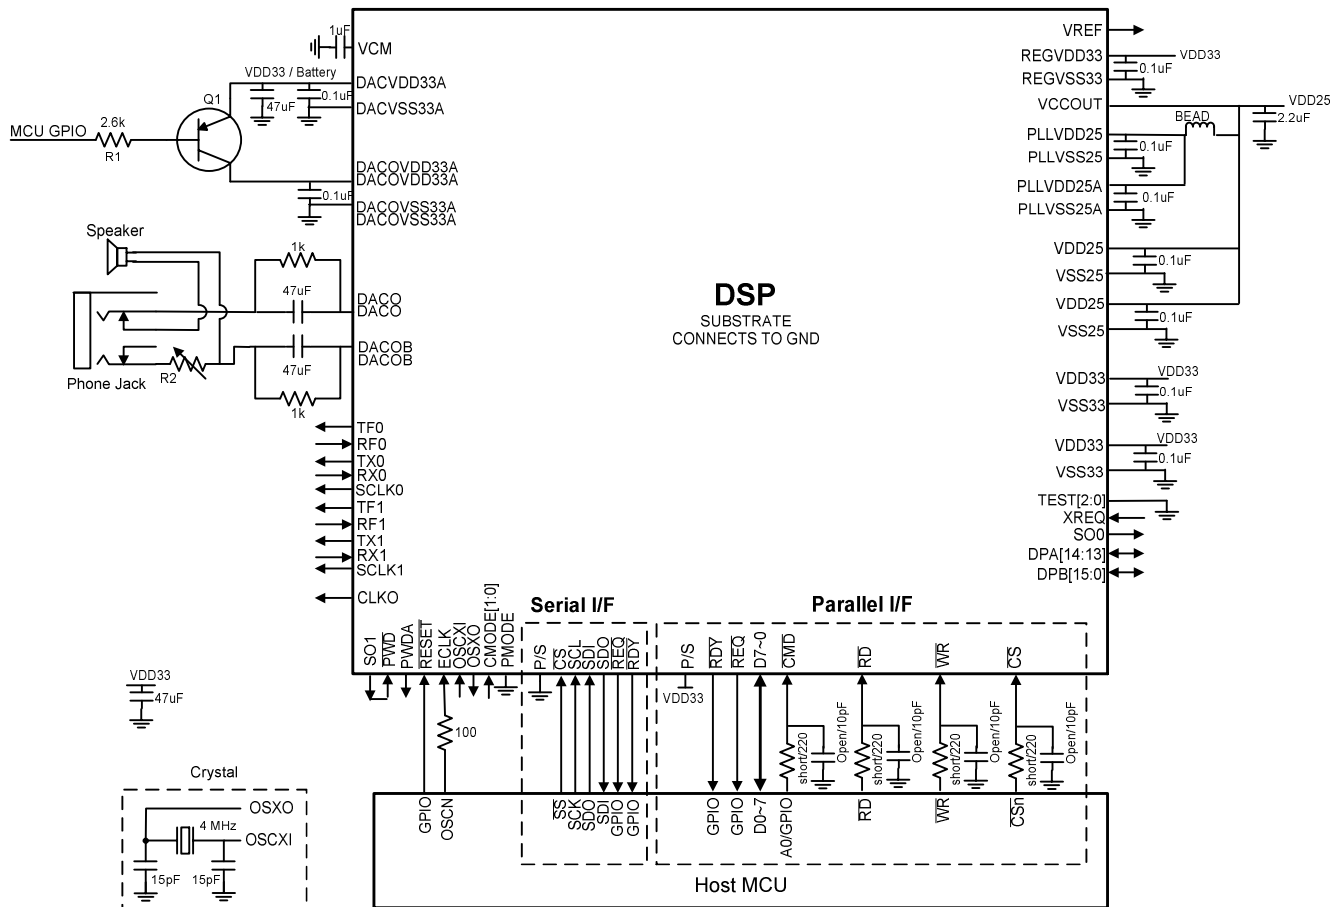 1uF
VCM
VDD33 / Battery
DACVDD33A
0.1uF
47uF
DACVSS33A
Q1
MCU GPIO
2.6k
R1
DACOVDD33A
DACOVDD33A
0.1uF
DACOVSS33A
DACOVSS33A
Speaker
1k
47uF
DACO
DACO
DACOB
DACOB
47uF
R2
Phone Jack
1k
TF0
RF0
TX0
RX0
SCLK0
TF1
RF1
TX1
RX1
SCLK1
CLKO
DSP
SUBSTRATE
CONNECTS TO GND
VREF
REGVDD33
VDD33
0.1uF
REGVSS33
VCCOUT
VDD25
2.2uF
BEAD
PLLVDD25
0.1uF
PLLVSS25
PLLVDD25A
0.1uF
PLLVSS25A
VDD25
0.1uF
VSS25
VDD25
0.1uF
VSS25
VDD33
VDD33
0.1uF
VSS33
VDD33
VDD33
0.1uF
VSS33
TEST[2:0]
XREQ
SO0
DPA[14:13]
DPB[15:0]
Serial I/F
Parallel I/F
SO1
PWD
PWDA
RESET
ECLK
OSCXI
OSXO
CMODE[1:0]
PMODE
P/S
CS
SCL
SDI
SDO
REQ
RDY
P/S
RDY
REQ
D7~0
CMD
RD
WR
CS
VDD33
100
short/220
Open/10pF
short/220
Open/10pF
short/220
Open/10pF
short/220
Open/10pF
GPIO
OSCN
SS
SCK
SDO
SDI
GPIO
GPIO
GPIO
GPIO
D0~7
A0/GPIO
RD
WR
CSn
Host MCU
VDD33
47uF
Crystal
OSXO
4 MHz
OSCXI
15pF
15pF